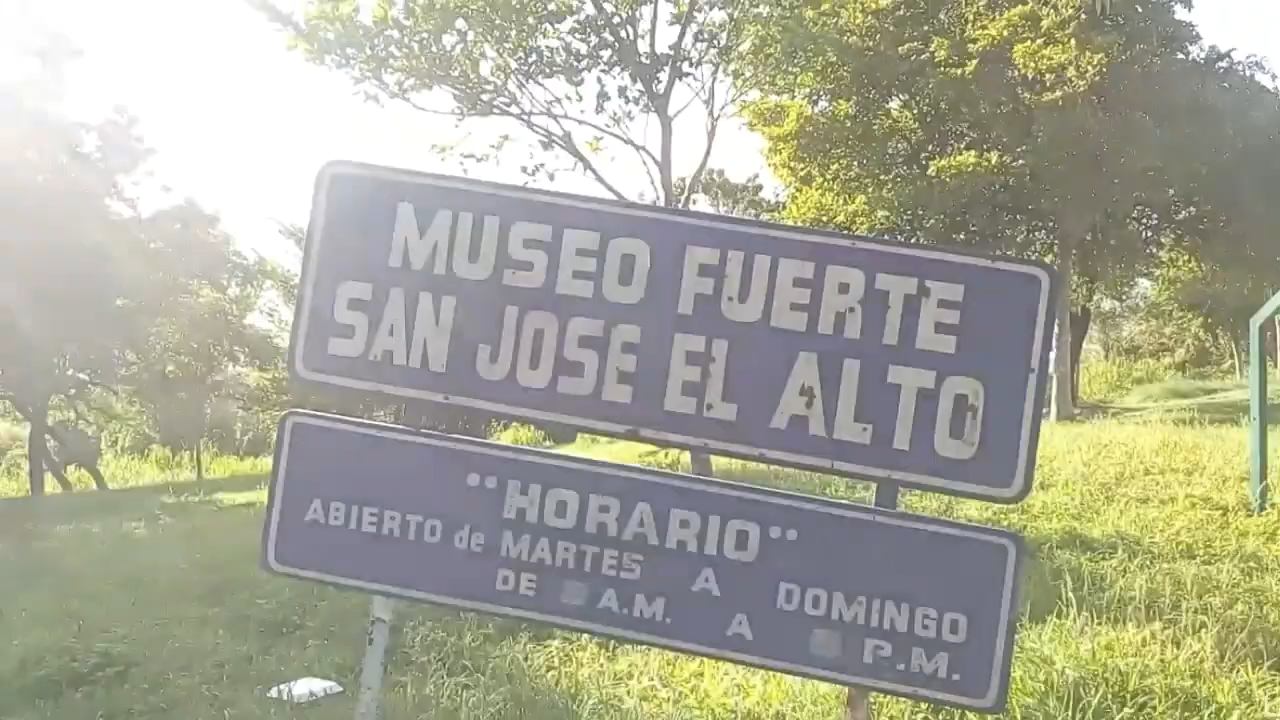 MUSEO FUERTE
SAN JOSE EL ALTO
"HORARIO"
ABIERTO de MARTES A DOMINGO
DE A.M. A P.M.